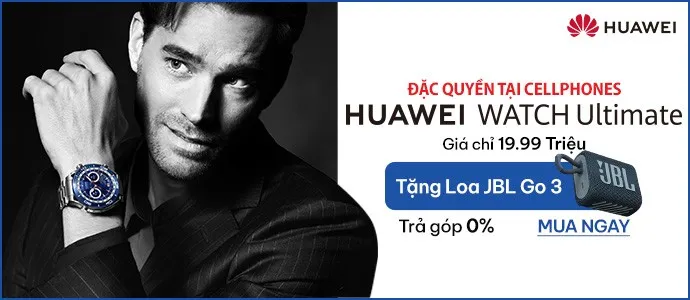 HUAWEI
ĐẶC QUYỀN TẠI CELLPHONES
HUAWEI WATCH Ultimate
Giá chỉ 19.99 Triệu
Tặng Loa JBL Go 3
JBL
Trả góp 0%
MUA NGAY